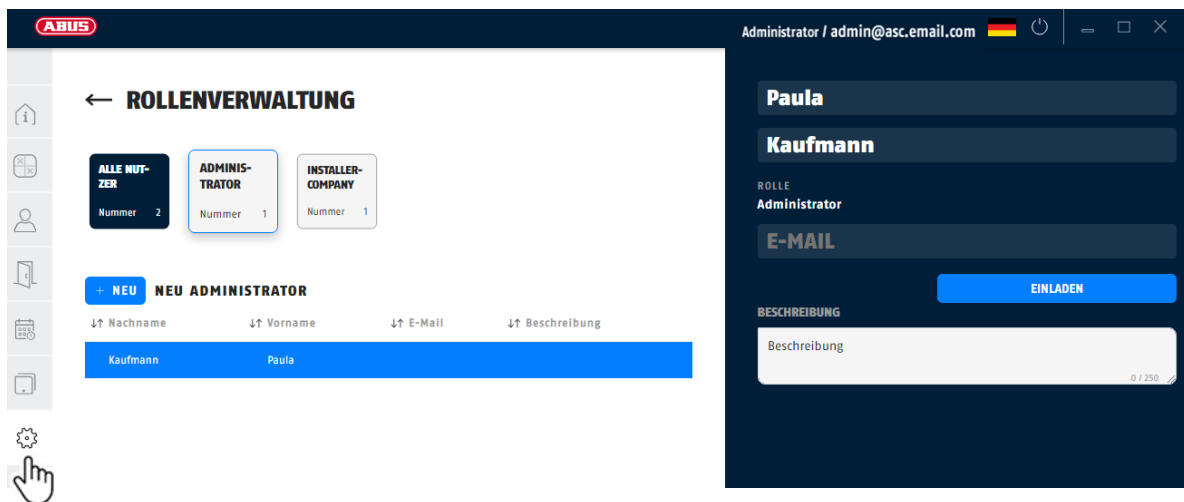 ABUS
Administrator / admin@asc.email.com
← ROLLENVERWALTUNG
ALLE NUT-
ZER
Nummer 2
ADMINIS-
TRATOR
Nummer 1
INSTALLER-
COMPANY
Nummer 1
+ NEU NEU ADMINISTRATOR
↓↑ Nachname ↓↑ Vorname ↓↑ E-Mail ↓↑ Beschreibung
Kaufmann Paula
Paula
Kaufmann
ROLLE
Administrator
E-MAIL
EINLADEN
BESCHREIBUNG
Beschreibung
0 / 250